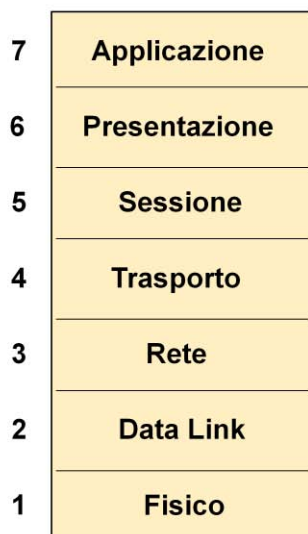 7 Applicazione
6 Presentazione
5 Sessione
4 Trasporto
3 Rete
2 Data Link
1 Fisico